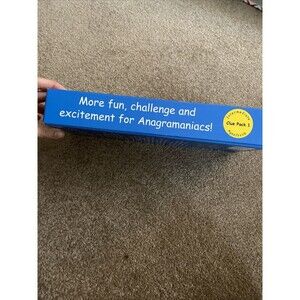 More fun, challenge and
excitement for Anagramaniacs!
Clue Pack 1